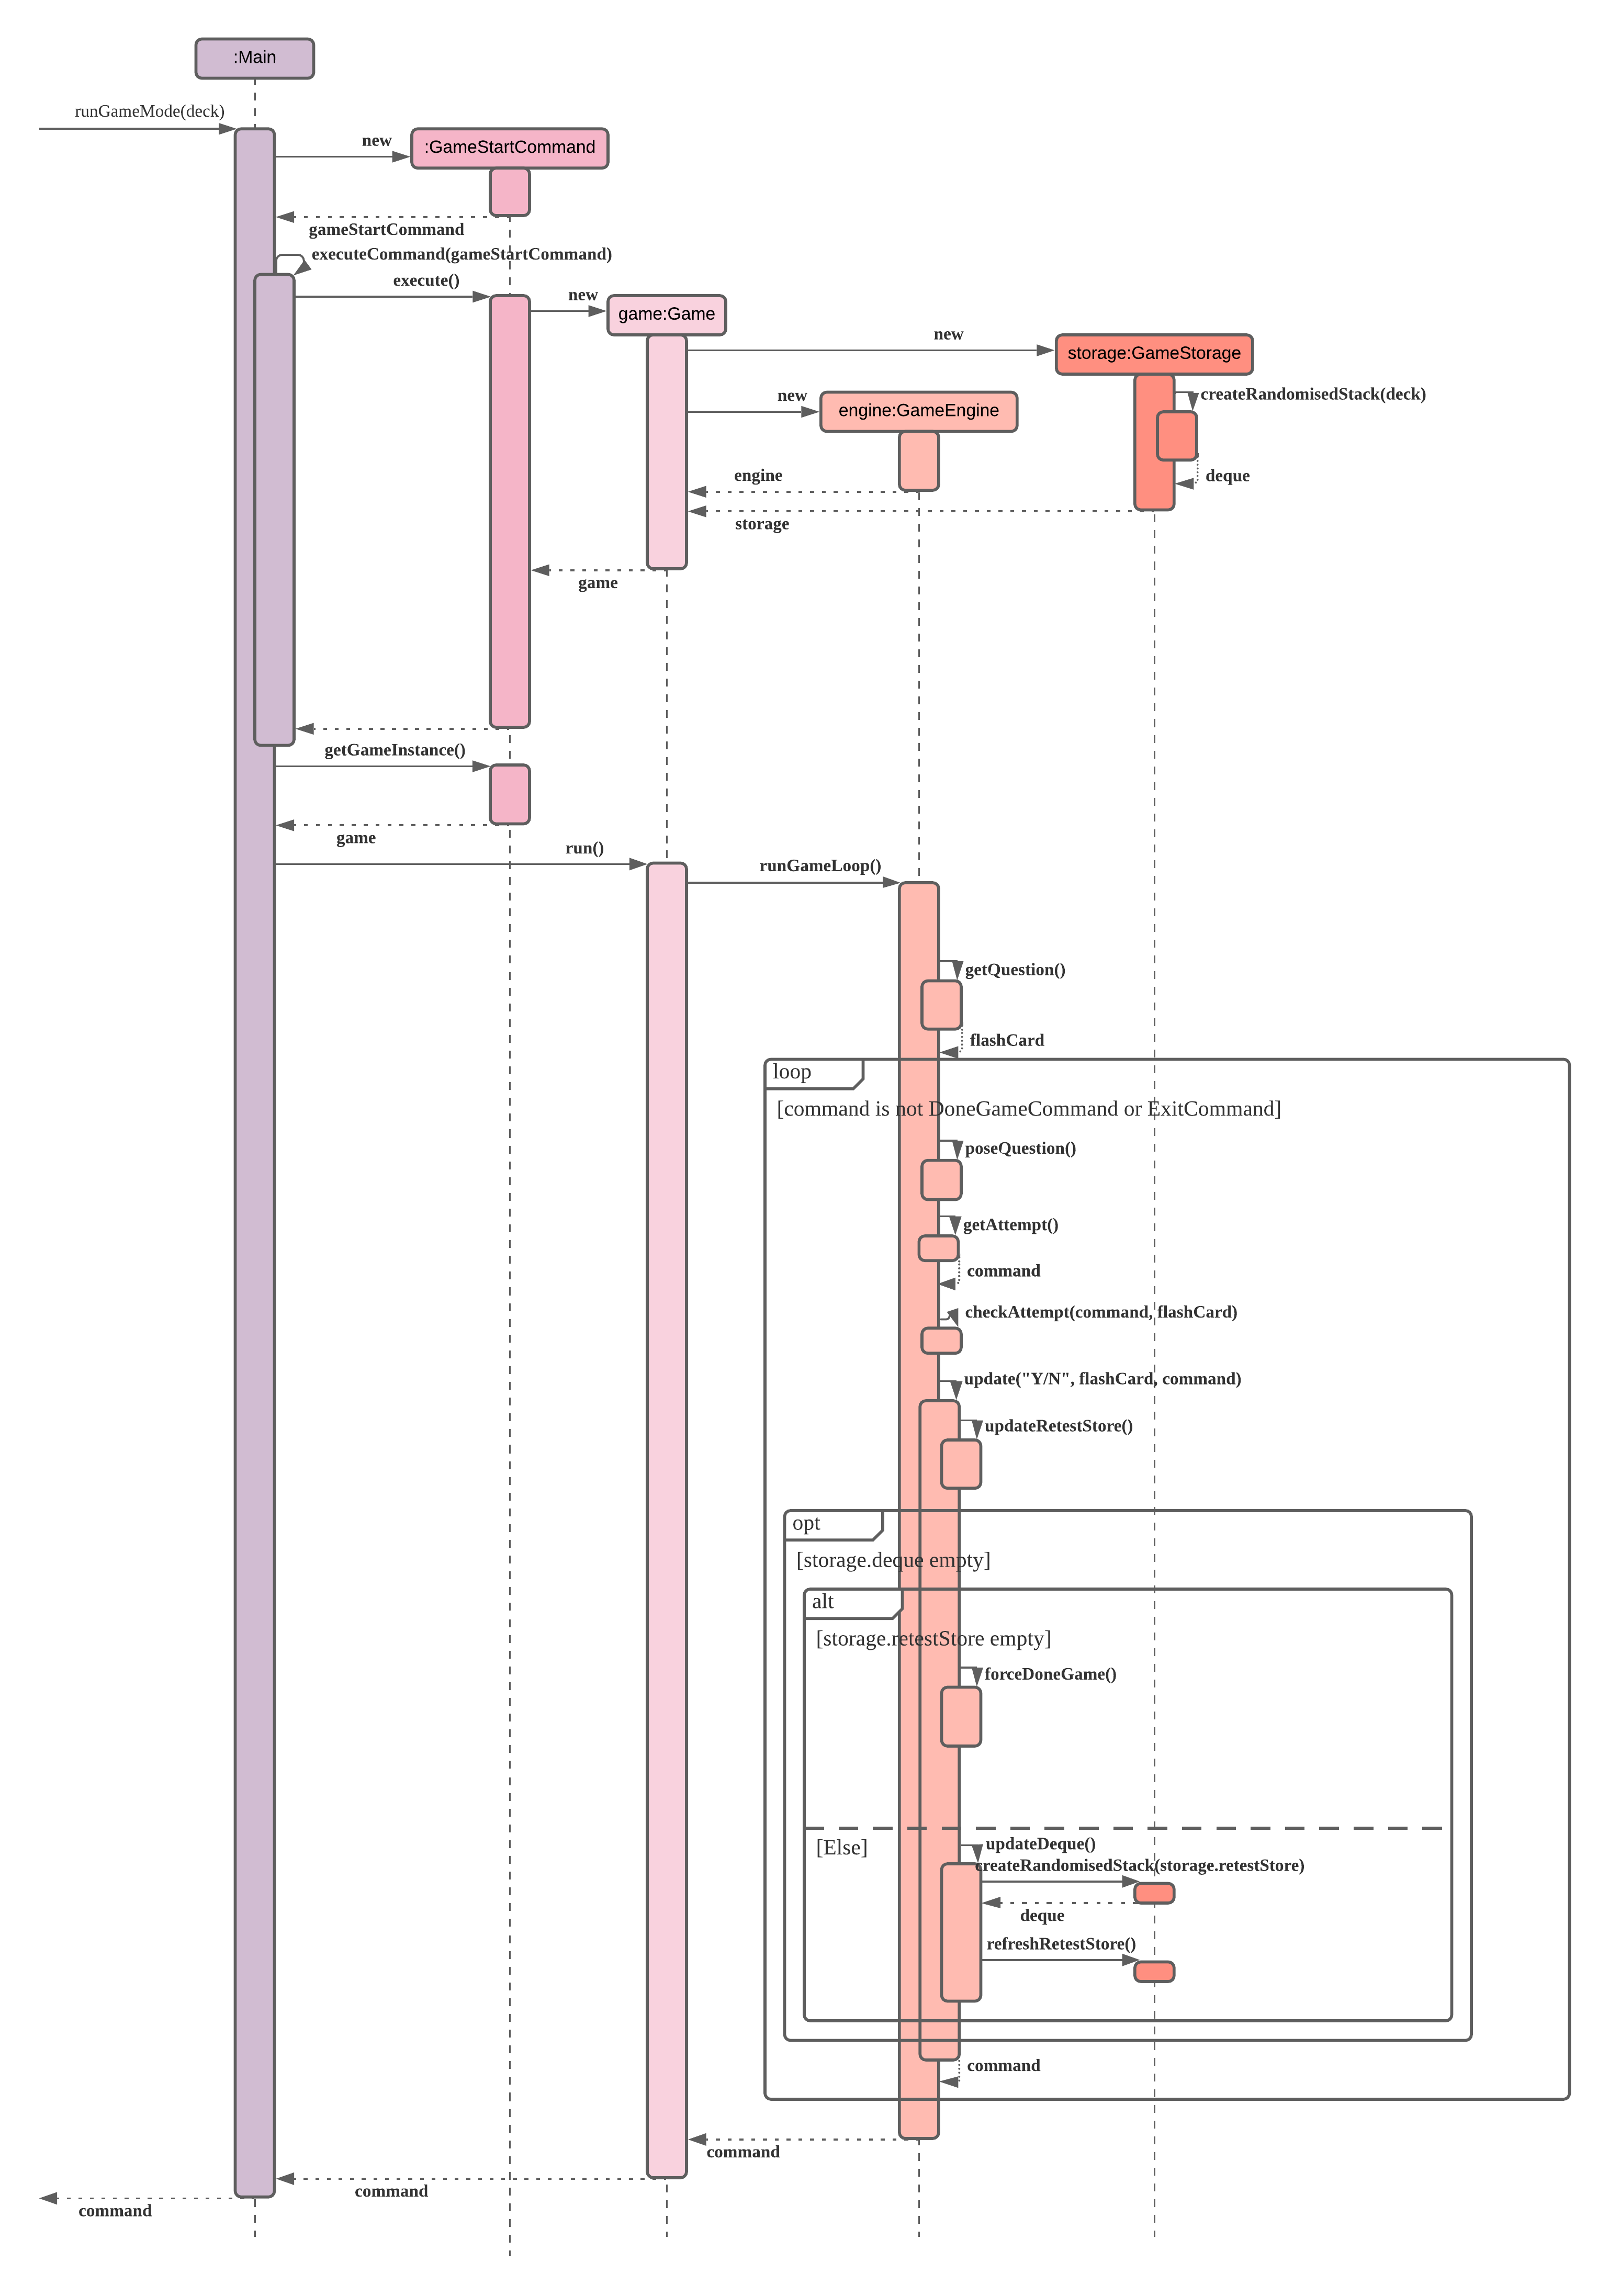 :Main
runGameMode(deck)
new
:GameStartCommand
gameStartCommand
executeCommand(gameStartCommand)
execute()
new
game:Game
new
storage:GameStorage
createRandomisedStack(deck)
new
engine:GameEngine
engine
deque
storage
game
getGameInstance()
game
run()
runGameLoop()
getQuestion()
flashCard
loop
[command is not DoneGameCommand or ExitCommand]
poseQuestion()
getAttempt()
command
checkAttempt(command, flashCard)
update("Y/N", flashCard, command)
updateRetestStore()
opt
[storage.deque empty]
alt
[storage.retestStore empty]
forceDoneGame()
[Else]
updateDeque()
createRandomisedStack(storage.retestStore)
deque
refreshRetestStore()
command
command
command
command